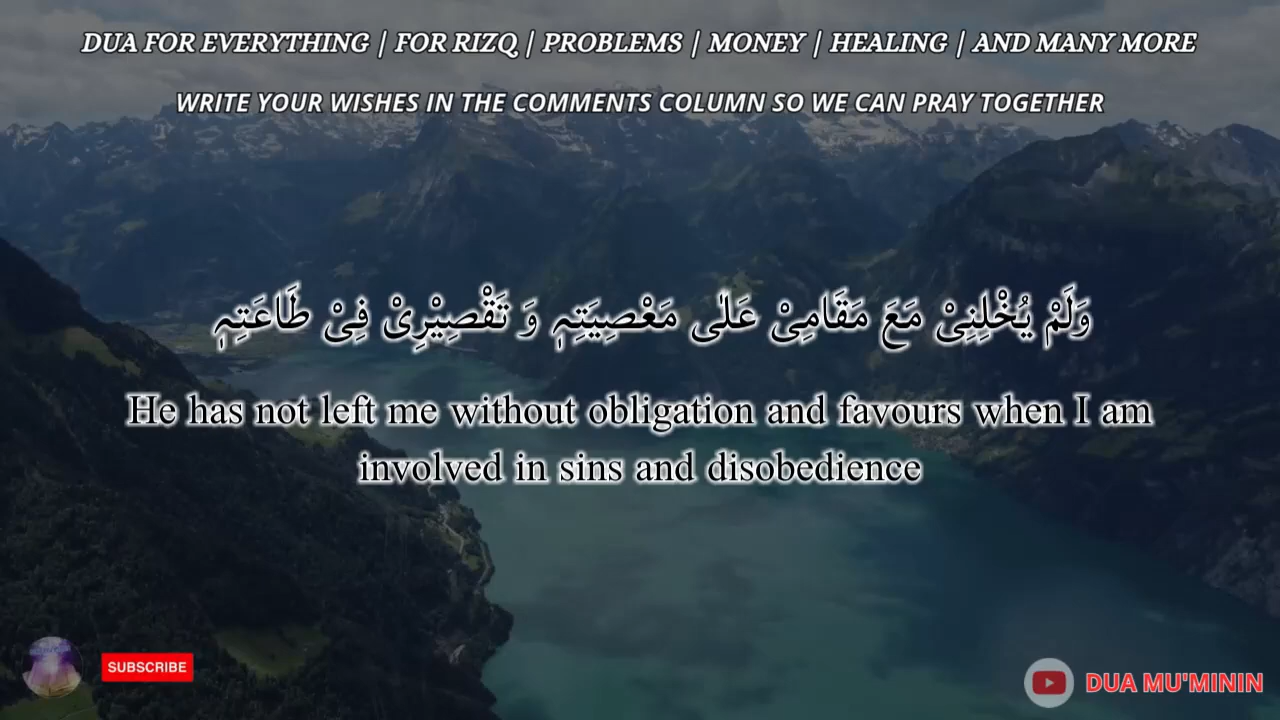 DUA FOR EVERYTHING | FOR RIZQ | PROBLEMS | MONEY | HEALING | AND MANY MORE
WRITE YOUR WISHES IN THE COMMENTS COLUMN SO WE CAN PRAY TOGETHER
وَلَمْ يُخْلِنِیْ مَعَ مَقَامِیْ عَلٰی مَعْصِيَتِہٖ وَ تَقْصِيْرِیْ فِیْ طَاعَتِہٖ
He has not left me without obligation and favours when I am
involved in sins and disobedience
SUBSCRIBE
DUA MU'MININ